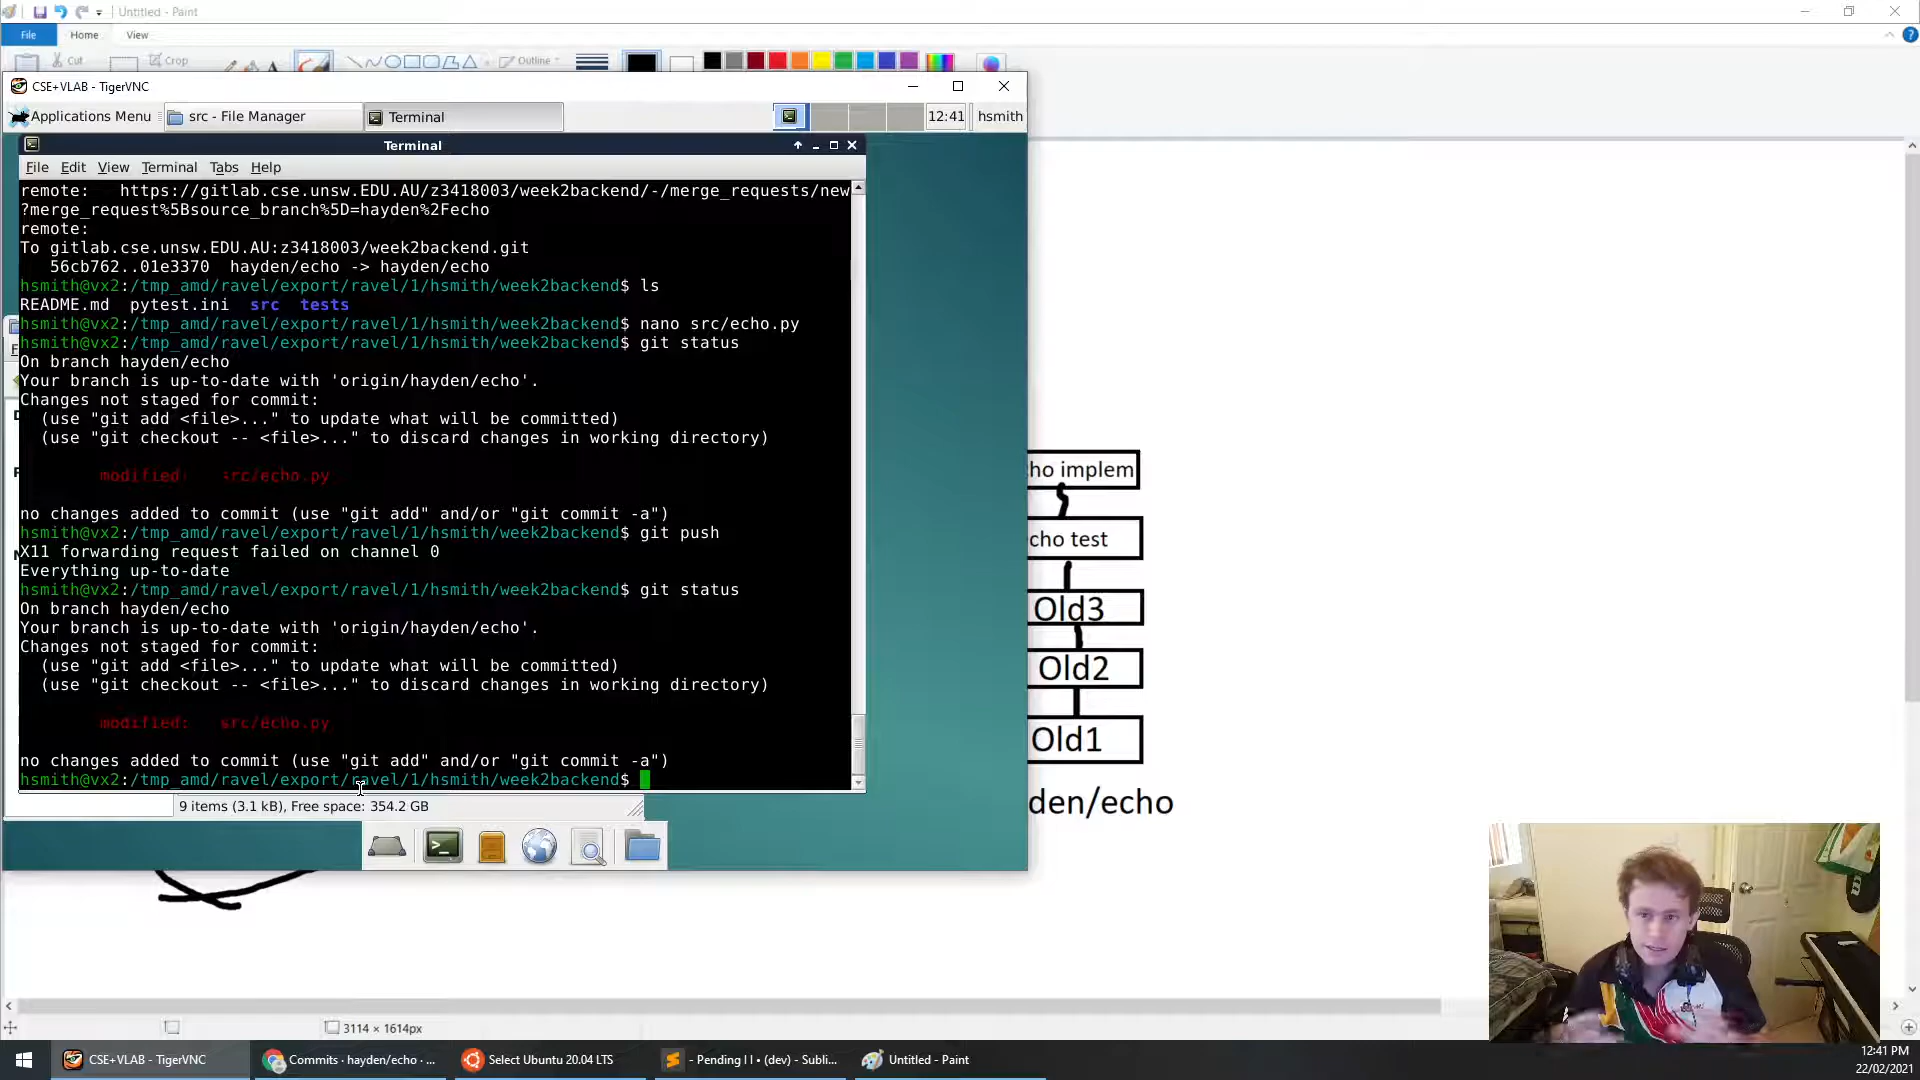 Untitled - Paint
File Home View
Cut Crop Outline
CSE+VLAB - TigerVNC
Applications Menu src - File Manager Terminal 12:41 hsmith
Terminal
File Edit View Terminal Tabs Help
remote:   https://gitlab.cse.unsw.EDU.AU/z3418003/week2backend/-/merge_requests/new
?merge_request%5Bsource_branch%5D=hayden%2Fecho
remote:
To gitlab.cse.unsw.EDU.AU:z3418003/week2backend.git
56cb762..01e3370  hayden/echo -> hayden/echo
hsmith@vx2:/tmp_amd/ravel/export/ravel/1/hsmith/week2backend$ ls
README.md  pytest.ini  src  tests
hsmith@vx2:/tmp_amd/ravel/export/ravel/1/hsmith/week2backend$ nano src/echo.py
hsmith@vx2:/tmp_amd/ravel/export/ravel/1/hsmith/week2backend$ git status
On branch hayden/echo
Your branch is up-to-date with 'origin/hayden/echo'.
Changes not staged for commit:
(use "git add <file>..." to update what will be committed)
(use "git checkout -- <file>..." to discard changes in working directory)
modified:   src/echo.py
no changes added to commit (use "git add" and/or "git commit -a")
hsmith@vx2:/tmp_amd/ravel/export/ravel/1/hsmith/week2backend$ git push
X11 forwarding request failed on channel 0
Everything up-to-date
hsmith@vx2:/tmp_amd/ravel/export/ravel/1/hsmith/week2backend$ git status
On branch hayden/echo
Your branch is up-to-date with 'origin/hayden/echo'.
Changes not staged for commit:
(use "git add <file>..." to update what will be committed)
(use "git checkout -- <file>..." to discard changes in working directory)
modified:   src/echo.py
no changes added to commit (use "git add" and/or "git commit -a")
hsmith@vx2:/tmp_amd/ravel/export/ravel/1/hsmith/week2backend$
9 items (3.1 kB), Free space: 354.2 GB
ho implem
cho test
Old3
Old2
Old1
den/echo
3114 × 1614px
CSE+VLAB - TigerVNC Commits · hayden/echo · ... Select Ubuntu 20.04 LTS - Pending l l • (dev) - Subli... Untitled - Paint
12:41 PM
22/02/2021